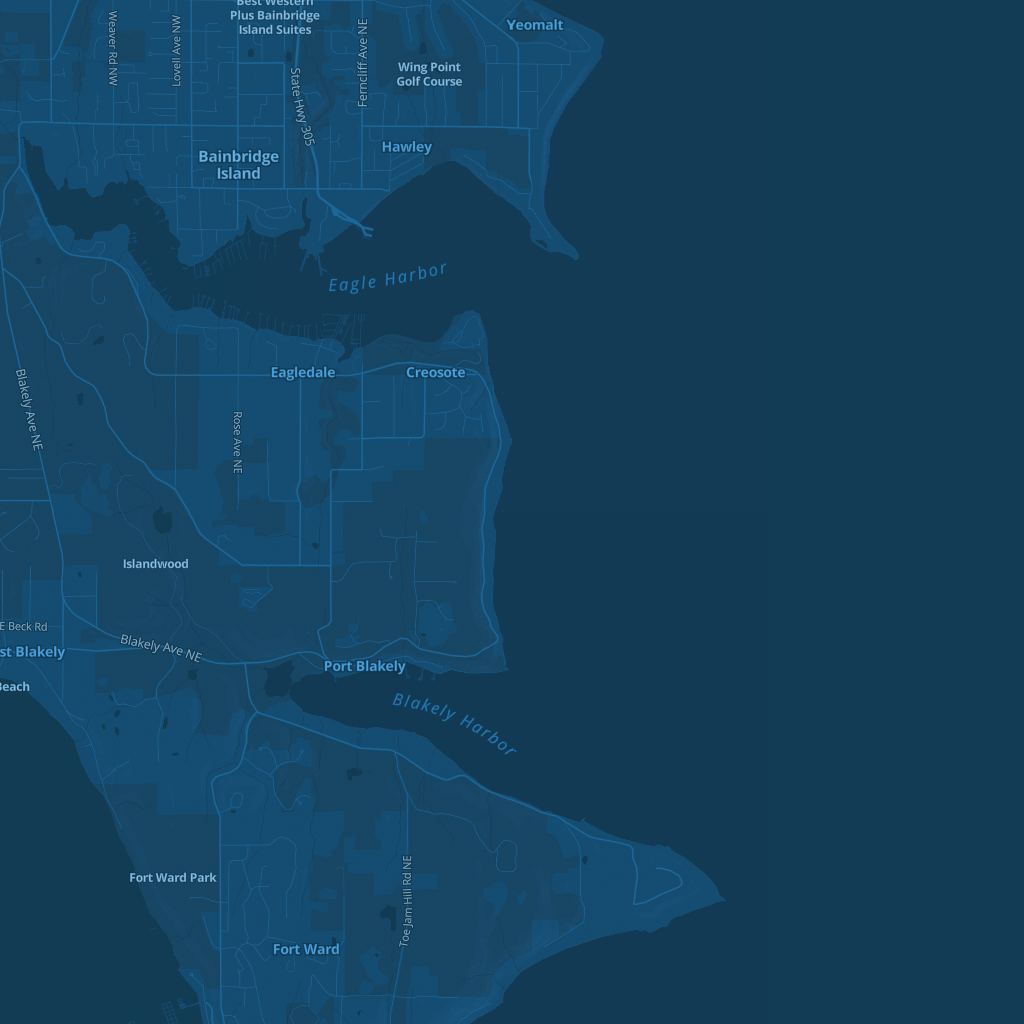 Best Western
Plus Bainbridge
Island Suites
Yeomalt
Weaver Rd NW
Lovell Ave NW
Ferncliff Ave NE
State Hwy 305
Wing Point
Golf Course
Hawley
Bainbridge
Island
Eagle Harbor
Eagledale
Creosote
Blakely Ave NE
Rose Ave NE
Islandwood
E Beck Rd
Blakely Ave NE
st Blakely
Port Blakely
Beach
Blakely Harbor
Fort Ward Park
Toe Jam Hill Rd NE
Fort Ward